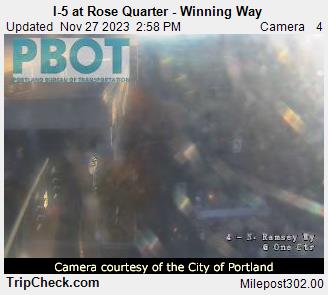 I-5 at Rose Quarter - Winning Way
Updated Nov 27 2023 2:58 PM Camera 4
PBOT
PORTLAND BUREAU OF TRANSPORTATION
4 - N. Ramsey Wy
@ One Ctr
Camera courtesy of the City of Portland
TripCheck.com Milepost302.00